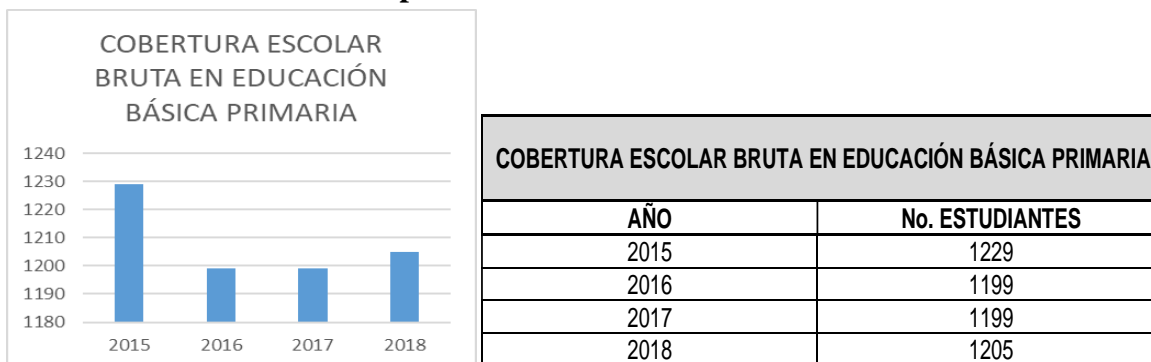 COBERTURA ESCOLAR
BRUTA EN EDUCACIÓN
BÁSICA PRIMARIA
1240
1230
1220
1210
1200
1190
1180
2015 2016 2017 2018
COBERTURA ESCOLAR BRUTA EN EDUCACIÓN BÁSICA PRIMARIA
AÑO No. ESTUDIANTES
2015 1229
2016 1199
2017 1199
2018 1205